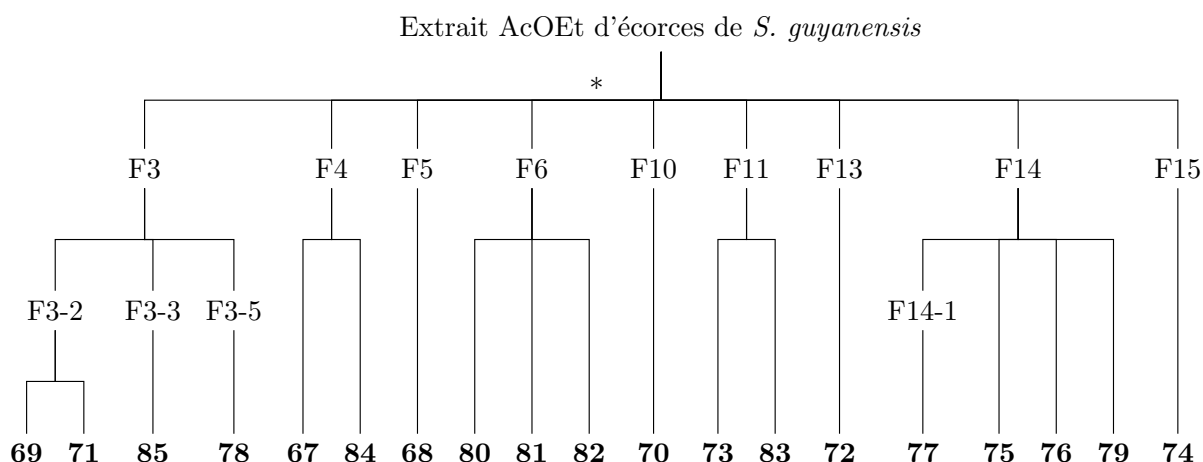 Extrait AcOEt d'écorces de S. guyanensis
*
F3 F4 F5 F6 F10 F11 F13 F14 F15
F3-2 F3-3 F3-5 F14-1
69 71 85 78 67 84 68 80 81 82 70 73 83 72 77 75 76 79 74